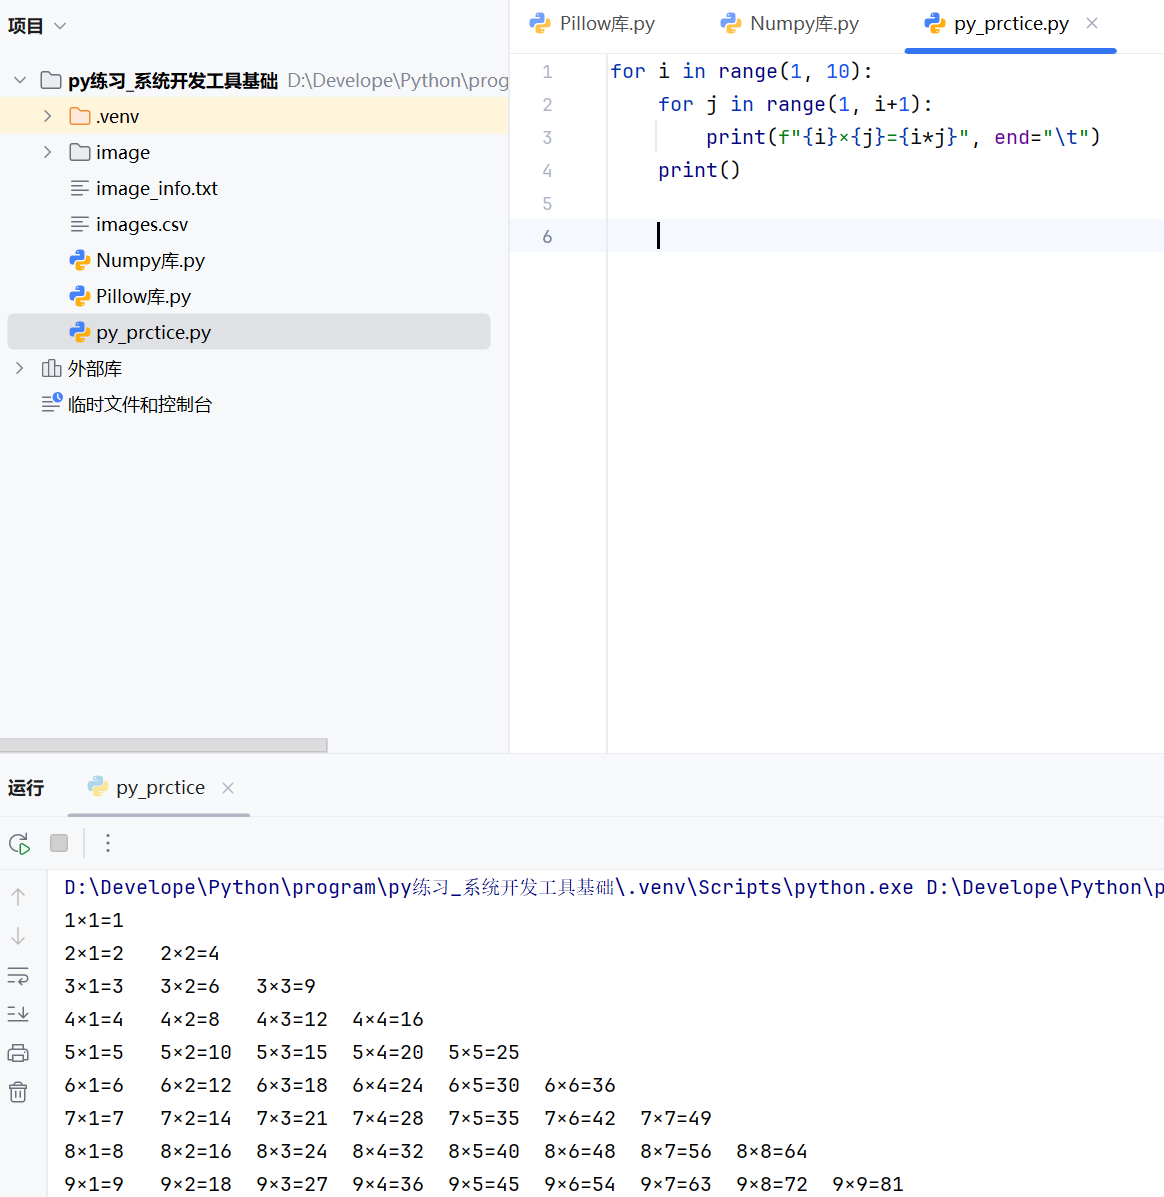 项目
Pillow库.py
Numpy库.py
py_prctice.py
py练习_系统开发工具基础 D:\Develope\Python\prog
.venv
image
image_info.txt
images.csv
Numpy库.py
Pillow库.py
py_prctice.py
外部库
临时文件和控制台
1 for i in range(1, 10):
2     for j in range(1, i+1):
3         print(f"{i}×{j}={i*j}", end="\t")
4     print()
5
6
运行 py_prctice
D:\Develope\Python\program\py练习_系统开发工具基础\.venv\Scripts\python.exe D:\Develope\Python\p
1×1=1
2×1=2 2×2=4
3×1=3 3×2=6 3×3=9
4×1=4 4×2=8 4×3=12 4×4=16
5×1=5 5×2=10 5×3=15 5×4=20 5×5=25
6×1=6 6×2=12 6×3=18 6×4=24 6×5=30 6×6=36
7×1=7 7×2=14 7×3=21 7×4=28 7×5=35 7×6=42 7×7=49
8×1=8 8×2=16 8×3=24 8×4=32 8×5=40 8×6=48 8×7=56 8×8=64
9×1=9 9×2=18 9×3=27 9×4=36 9×5=45 9×6=54 9×7=63 9×8=72 9×9=81